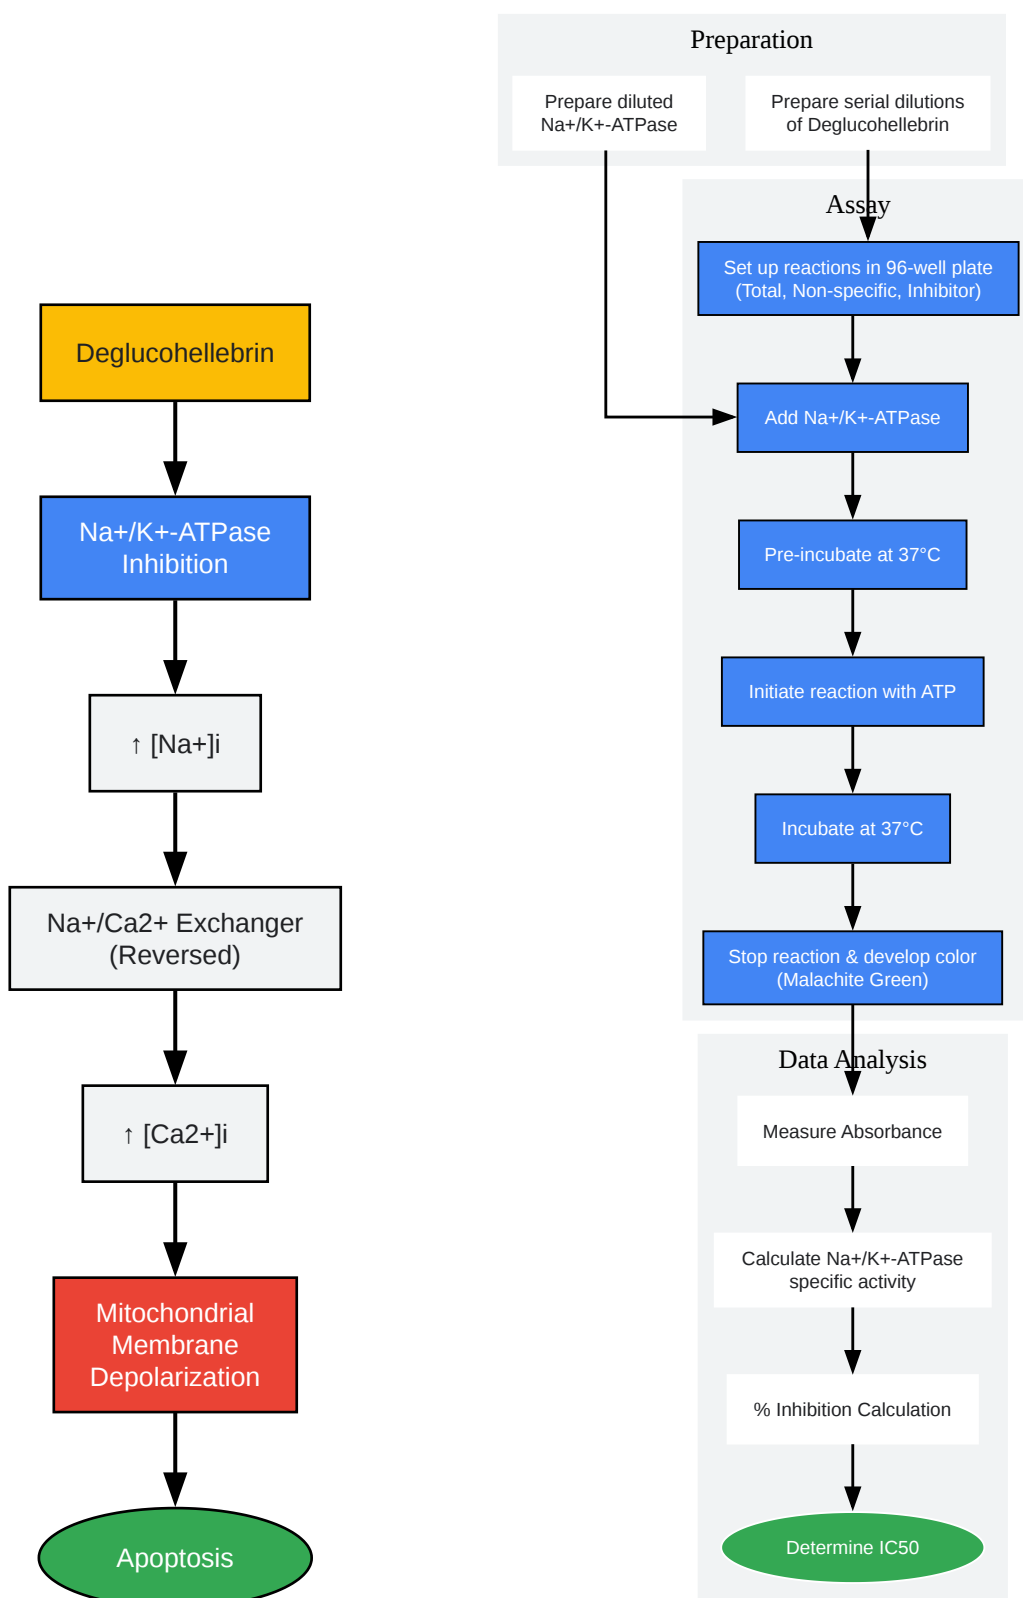 Deglucohellebrin
Na+/K+-ATPase
Inhibition
↑ [Na+]i
Na+/Ca2+ Exchanger
(Reversed)
↑ [Ca2+]i
Mitochondrial
Membrane
Depolarization
Apoptosis
Preparation
Prepare diluted
Na+/K+-ATPase
Prepare serial dilutions
of Deglucohellebrin
Assay
Set up reactions in 96-well plate
(Total, Non-specific, Inhibitor)
Add Na+/K+-ATPase
Pre-incubate at 37°C
Initiate reaction with ATP
Incubate at 37°C
Stop reaction & develop color
(Malachite Green)
Data Analysis
Measure Absorbance
Calculate Na+/K+-ATPase
specific activity
% Inhibition Calculation
Determine IC50